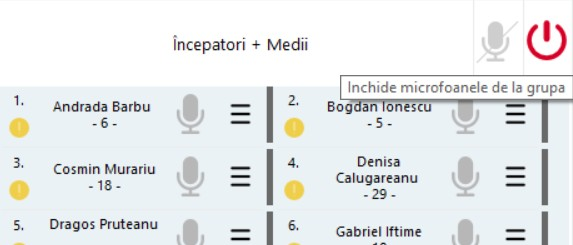 Începatori + Medii
Inchide microfoanele de la grupa
1.
Andrada Barbu
- 6 -
2.
Bogdan Ionescu
- 5 -
3.
Cosmin Murariu
- 18 -
4.
Denisa
Calugareanu
- 29 -
5.
Dragos Pruteanu
6.
Gabriel Iftime